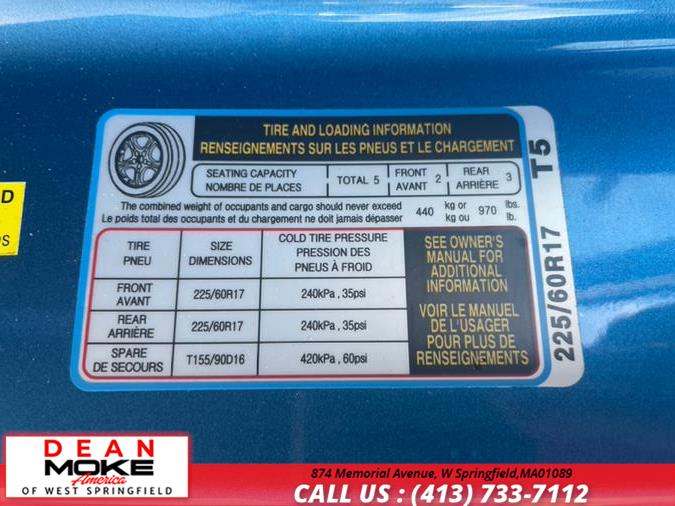 TIRE AND LOADING INFORMATION
RENSEIGNEMENTS SUR LES PNEUS ET LE CHARGEMENT
SEATING CAPACITY
NOMBRE DE PLACES
TOTAL 5
FRONT
AVANT 2
REAR
ARRIÈRE 3
The combined weight of occupants and cargo should never exceed
Le poids total des occupants et du chargement ne doit jamais dépasser
440
kg or
kg ou
970
lbs.
lb.
TIRE
PNEU
SIZE
DIMENSIONS
COLD TIRE PRESSURE
PRESSION DES
PNEUS À FROID
FRONT
AVANT
225/60R17
240kPa , 35psi
REAR
ARRIÈRE
225/60R17
240kPa , 35psi
SPARE
DE SECOURS
T155/90D16
420kPa , 60psi
SEE OWNER'S
MANUAL FOR
ADDITIONAL
INFORMATION
VOIR LE MANUEL
DE L'USAGER
POUR PLUS DE
RENSEIGNEMENTS
225/60R17 T5
D
OS
DEAN
MOKE
America
OF WEST SPRINGFIELD
874 Memorial Avenue, W Springfield,MA01089
CALL US : (413) 733-7112